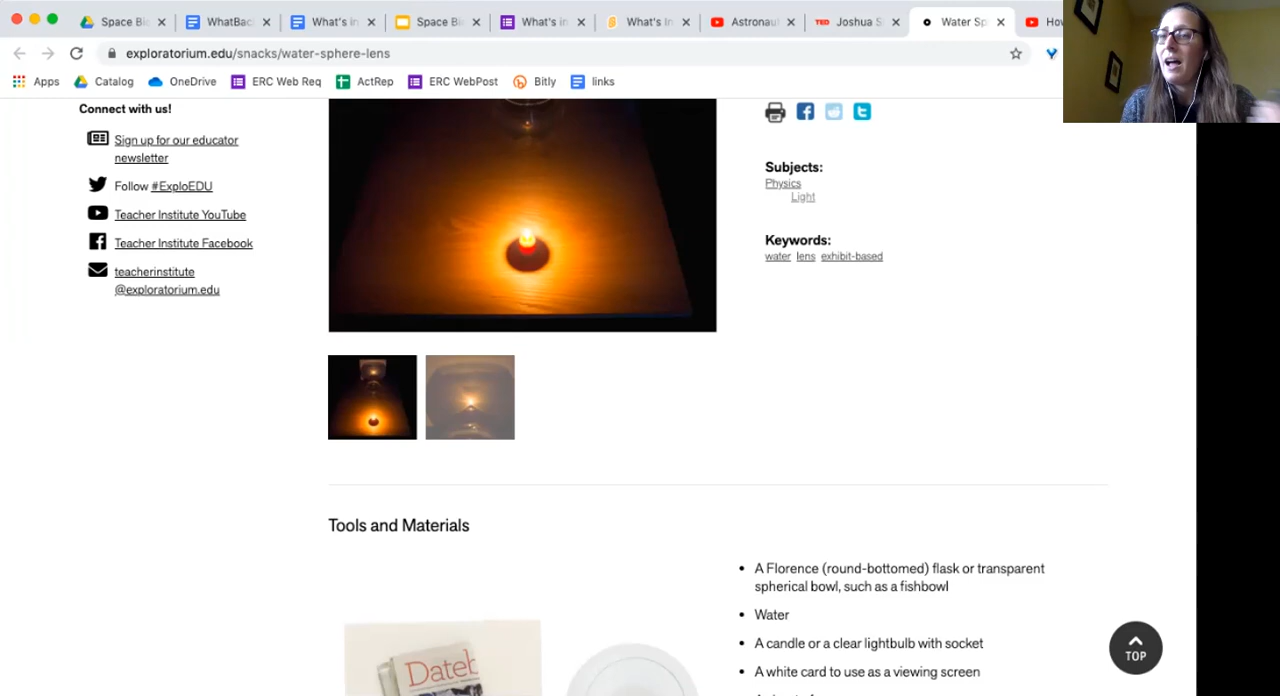 Space Bi
WhatBac
What's in
Space Bi
What's in
What's In
Astronau
TED
Joshua S
Water Sp
How
exploratorium.edu/snacks/water-sphere-lens
Apps
Catalog
OneDrive
ERC Web Req
ActRep
ERC WebPost
Bitly
links
Connect with us!
Sign up for our educator
newsletter
Follow #ExploEDU
Teacher Institute YouTube
Teacher Institute Facebook
teacherinstitute
@exploratorium.edu
Subjects:
Physics
Light
Keywords:
water lens exhibit-based
Tools and Materials
Dateb
A Florence (round-bottomed) flask or transparent
spherical bowl, such as a fishbowl
Water
A candle or a clear lightbulb with socket
A white card to use as a viewing screen
TOP